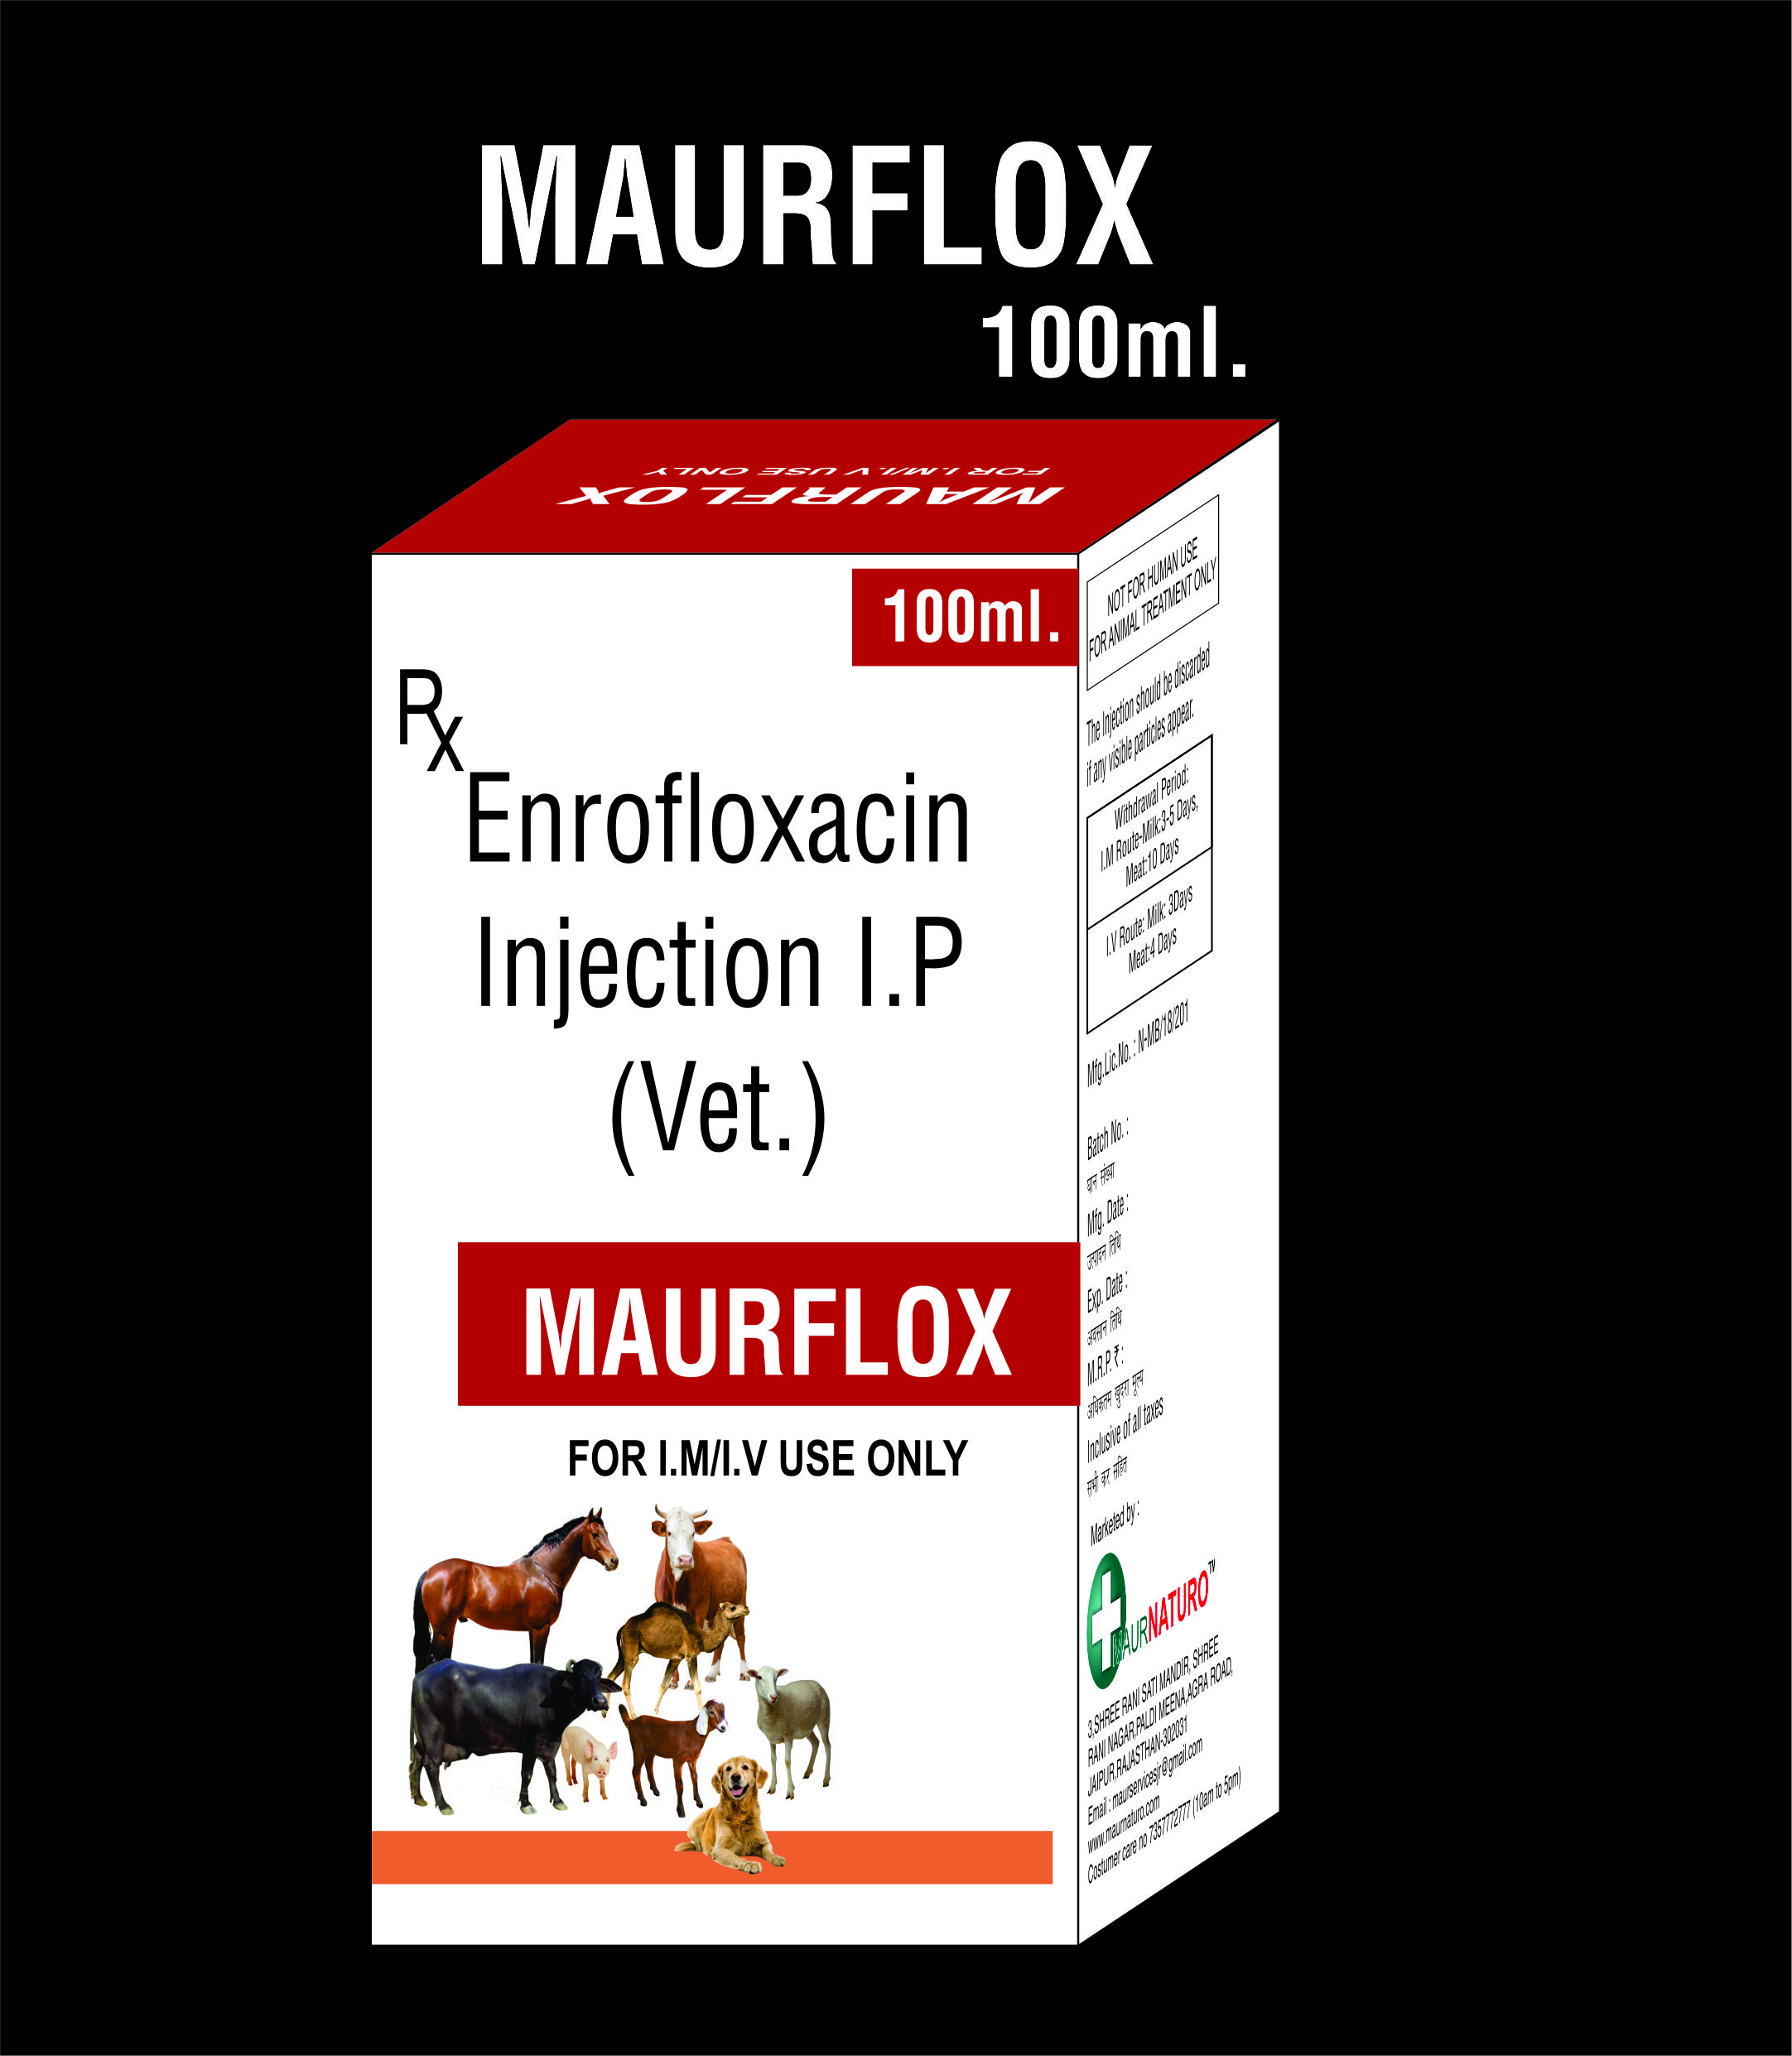 MAURFLOX
100ml.
FOR I.M/I.V USE ONLY
MAURFLOX
100ml.
Rx
Enrofloxacin
Injection I.P
(Vet.)
MAURFLOX
FOR I.M/I.V USE ONLY
NOT FOR HUMAN USE
FOR ANIMAL TREATMENT ONLY
The Injection should be discarded
if any visible particles appear.
Withdrawal Period:
I.M Route-Milk:3-5 Days,
Meat:10 Days
I.V Route: Milk: 3Days
Meat:4 Days
Mfg.Lic.No. : N-MB/18/201
Batch No. :
घान संख्या
Mfg. Date :
उत्पादन तिथि
Exp. Date :
अवसान तिथि
M.R.P. ₹ :
अधिकतम खुदरा मूल्य
Inclusive of all taxes
सभी कर सहित
Marketed by :
MAURNATURO TM
3,SHREE RANI SATI MANDIR, SHREE
RANI NAGAR,PALDI MEENA,AGRA ROAD,
JAIPUR,RAJASTHAN-302031
Email : maurservicesjr@gmail.com
www.maurnaturo.com
Costumer care no 7357772777 (10am to 5pm)